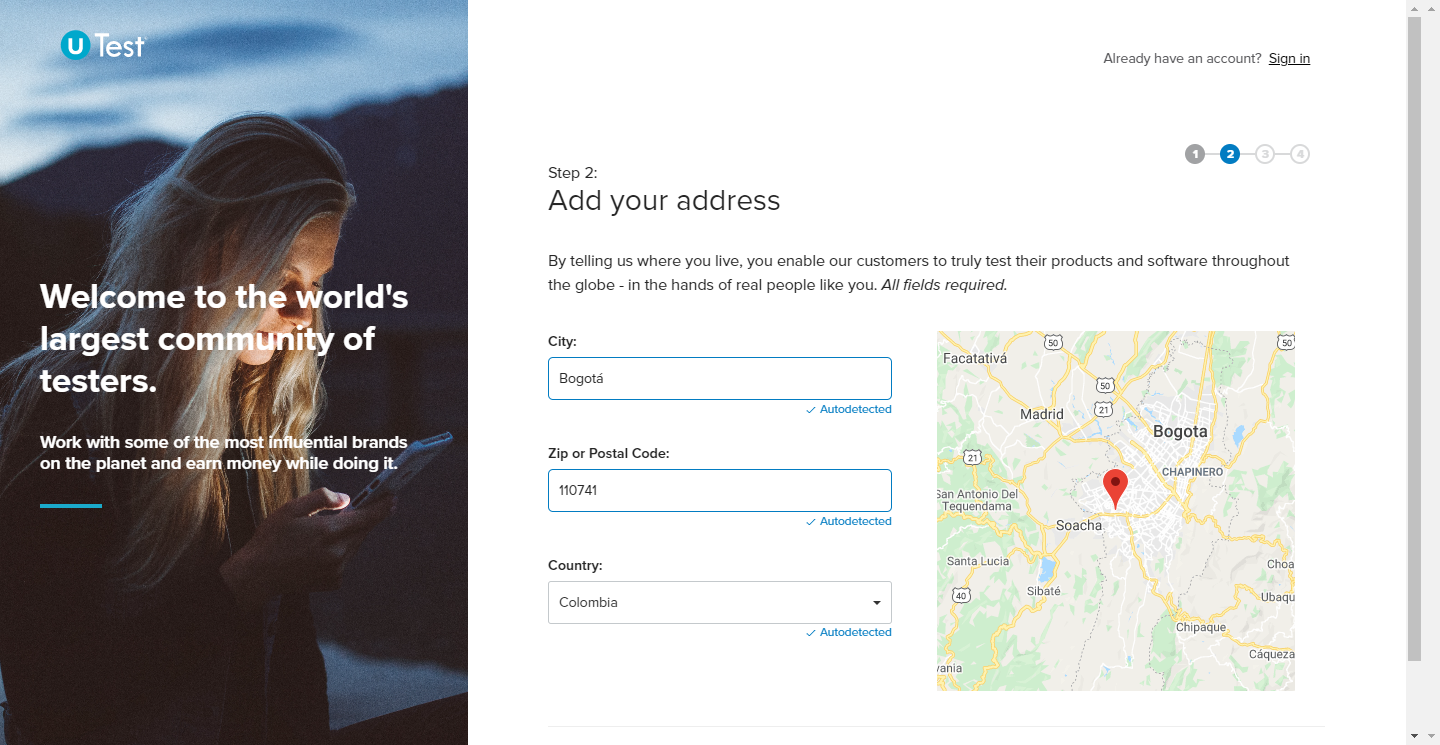 U Test
Already have an account? Sign in
1 2 3 4
Step 2:
Add your address
By telling us where you live, you enable our customers to truly test their products and software throughout
the globe - in the hands of real people like you. All fields required.
Welcome to the world's
largest community of
testers.
Work with some of the most influential brands
on the planet and earn money while doing it.
City:
Bogotá
Autodetected
Zip or Postal Code:
110741
Autodetected
Country:
Colombia
Autodetected
50
50
Facatativá
50
Madrid
21
Bogota
21
CHAPINERO
San Antonio Del
Tequendama
Soacha
Santa Lucia
Choa
40
Sibaté
Ubaqu
Chipaque
Cáqueza
vania